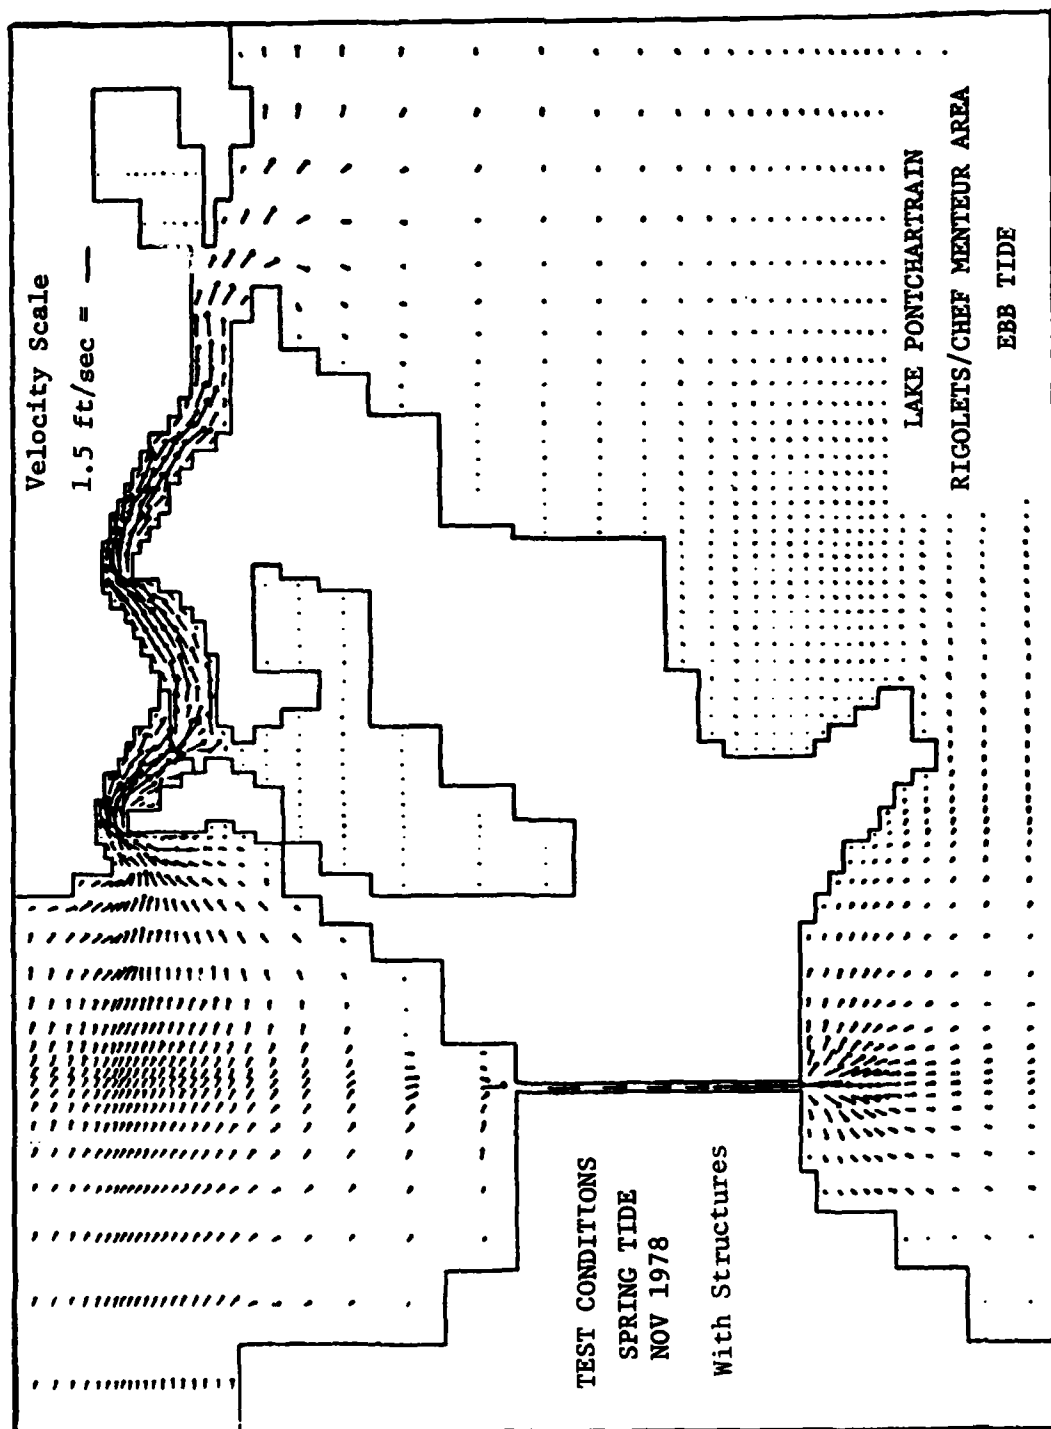 Velocity Scale
1.5 ft/sec =
TEST CONDITIONS
SPRING TIDE
NOV 1978
With Structures
LAKE PONTCHARTRAIN
RIGOLETS/CHEF MENTEUR AREA
EBB TIDE